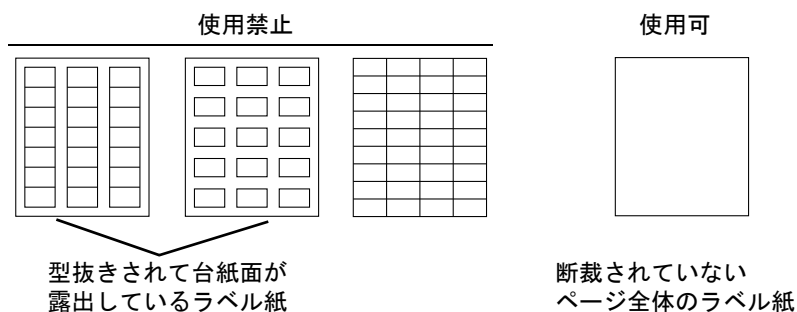 使用禁止
使用可
型抜きされて台紙面が
露出しているラベル紙
断裁されていない
ページ全体のラベル紙